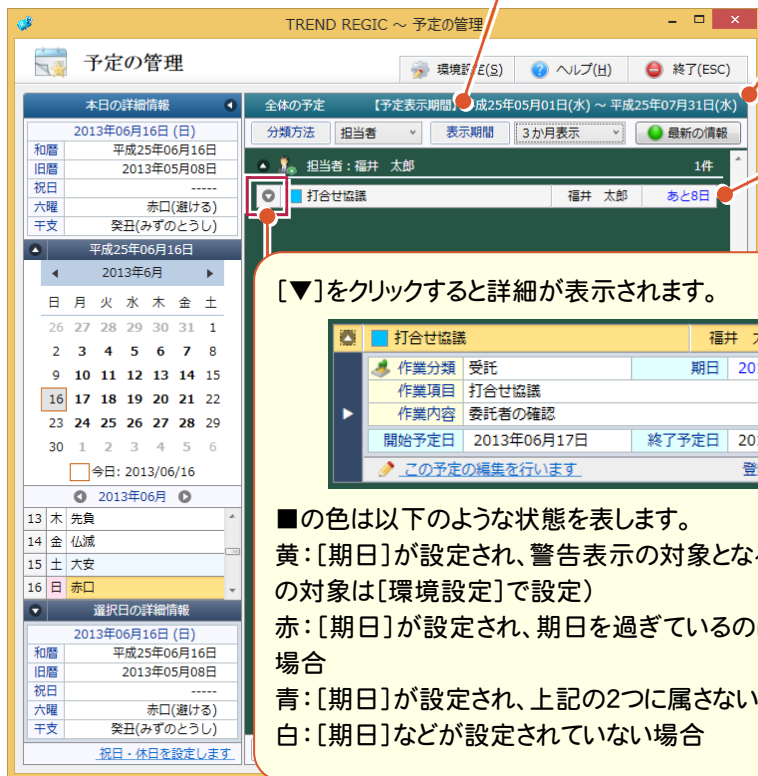 TREND REGIC ～ 予定の管理
予定の管理
環境設定(S) ヘルプ(H) 終了(ESC)
本日の詳細情報
2013年06月16日 (日)
和暦 平成25年06月16日
旧暦 2013年05月08日
祝日 -----
六曜 赤口(避ける)
干支 癸丑(みずのとうし)
平成25年06月16日
2013年6月
日 月 火 水 木 金 土
26 27 28 29 30 31 1
2 3 4 5 6 7 8
9 10 11 12 13 14 15
16 17 18 19 20 21 22
23 24 25 26 27 28 29
30 1 2 3 4 5 6
今日: 2013/06/16
2013年06月
13 木 先負
14 金 仏滅
15 土 大安
16 日 赤口
選択日の詳細情報
2013年06月16日 (日)
和暦 平成25年06月16日
旧暦 2013年05月08日
祝日 -----
六曜 赤口(避ける)
干支 癸丑(みずのとうし)
祝日・休日を設定します
全体の予定 【予定表示期間】 平成25年05月01日(水) ～ 平成25年07月31日(水)
分類方法 担当者 表示期間 3か月表示 最新の情報
担当者：福井 太郎 1件
打合せ協議 福井 太郎 あと8日
[▼]をクリックすると詳細が表示されます。
打合せ協議 福井
作業分類 受託 期日 20
作業項目 打合せ協議
作業内容 委託者の確認
開始予定日 2013年06月17日 終了予定日 20
この予定の編集を行います 登
■の色は以下のような状態を表します。
黄：[期日]が設定され、警告表示の対象とな
の対象は[環境設定]で設定）
赤：[期日]が設定され、期日を過ぎているの
場合
青：[期日]が設定され、上記の2つに属さない
白：[期日]などが設定されていない場合